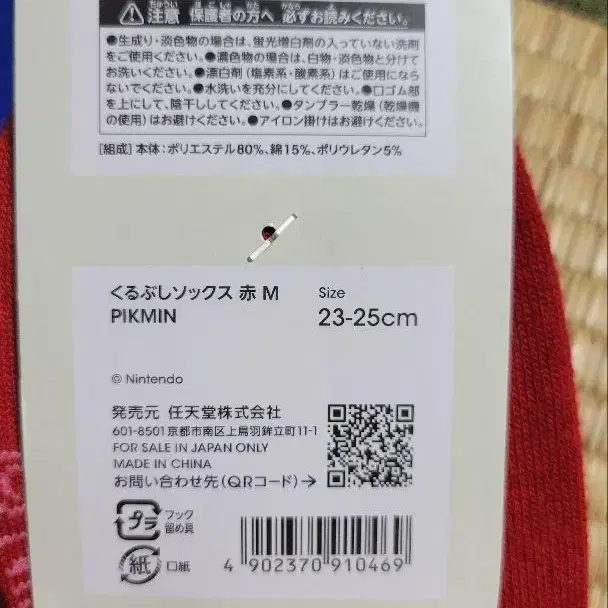 注意 保護者の方へ 必ずお読みください。
●生成り・淡色物の場合は、蛍光増白剤の入っていない洗剤
をご使用ください。●濃色物の場合は、白物・淡色物と分けて
お洗いください。●漂白剤（塩素系・酸素系）はご使用になら
ないでください。●水洗いを充分にしてください。●口ゴム部
を上にして、陰干ししてください。●タンブラー乾燥（乾燥機
の使用）はお避けください。●アイロン掛けはお避けください。
[組成] 本体：ポリエステル80%、綿15%、ポリウレタン5%
くるぶしソックス 赤 M
PIKMIN
Size
23-25cm
© Nintendo
発売元 任天堂株式会社
601-8501 京都市南区上鳥羽鉾立町11-1
FOR SALE IN JAPAN ONLY
MADE IN CHINA
お問い合わせ先（QRコード）→
プラ
フック
留め具
紙
口紙
4 902370 910469